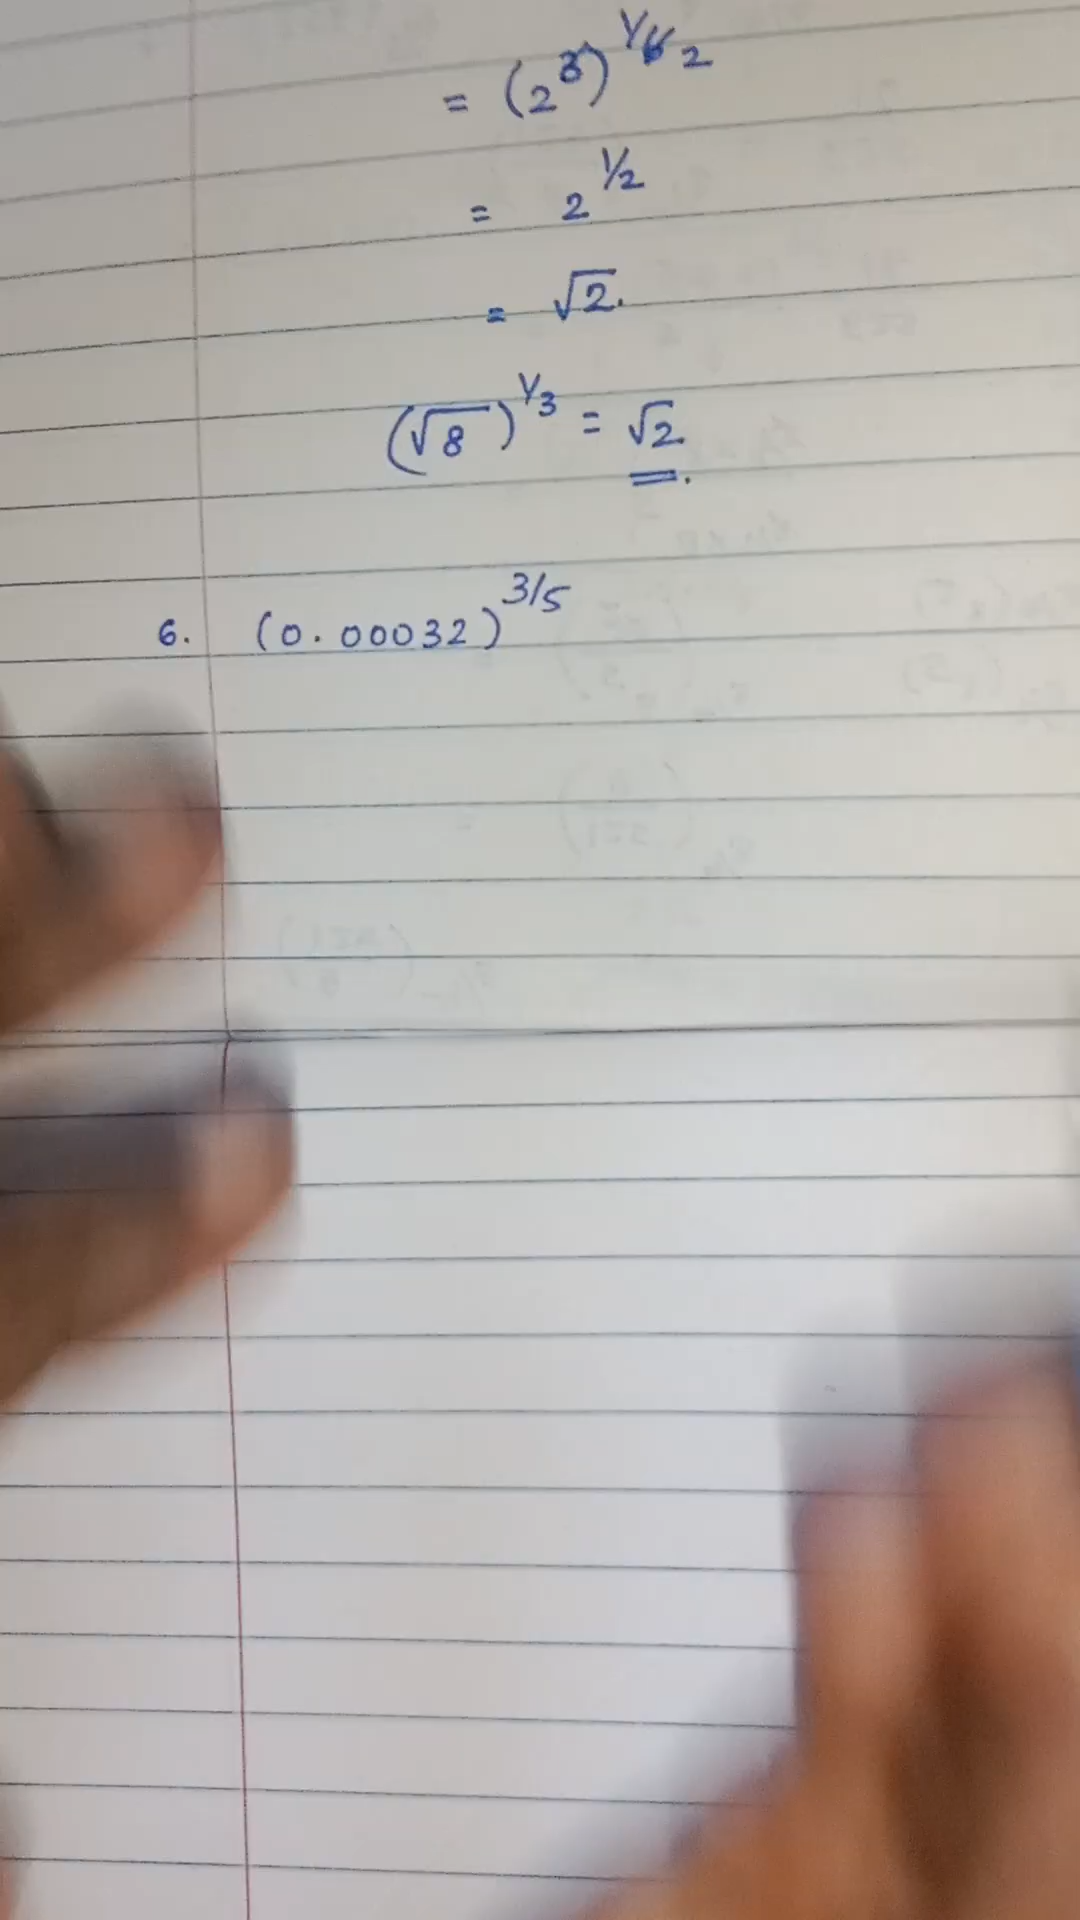 = (2³)^1/6 2
= 2^1/2
= √2.
(√8)^1/3 = √2.
6. (0.00032)^3/5